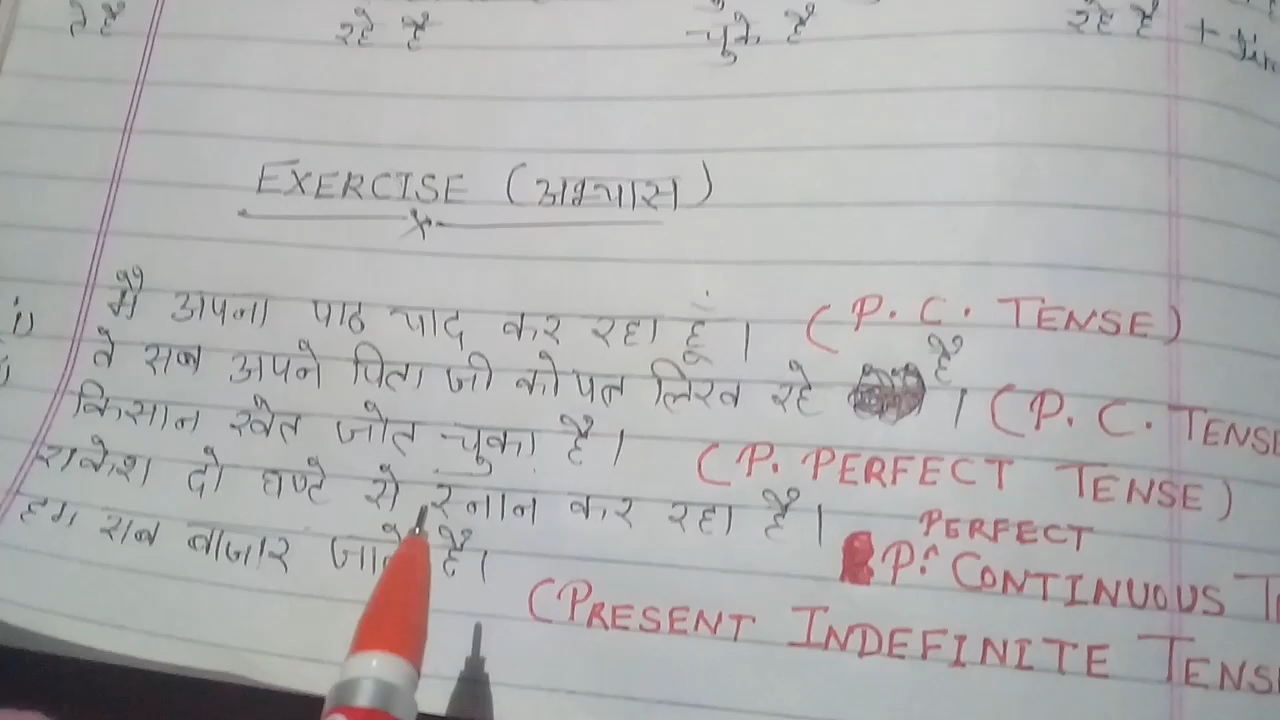 ते हैं रहे हैं चुके हैं रहे हैं +
EXERCISE (अभ्यास)
i) मैं अपना पाठ याद कर रहा हूं। (P. C. TENSE)
वे सब अपने पिता जी को पत्र लिख रहे हैं। (P. C. TENSE
किसान खेत जोत चुका है। (P. PERFECT TENSE)
राकेश दो घण्टे से स्नान कर रहा है। P. PERFECT CONTINUOUS T
हम सब बाजार जाते हैं।
(PRESENT INDEFINITE TENS